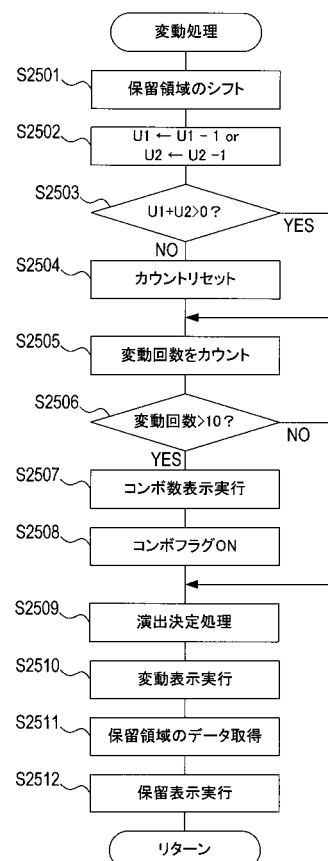 変動処理
S2501
保留領域のシフト
S2502
U1 ← U1 - 1 or
U2 ← U2 -1
S2503
U1+U2>0?
YES
NO
S2504
カウントリセット
S2505
変動回数をカウント
S2506
変動回数>10?
NO
YES
S2507
コンボ数表示実行
S2508
コンボフラグON
S2509
演出決定処理
S2510
変動表示実行
S2511
保留領域のデータ取得
S2512
保留表示実行
リターン